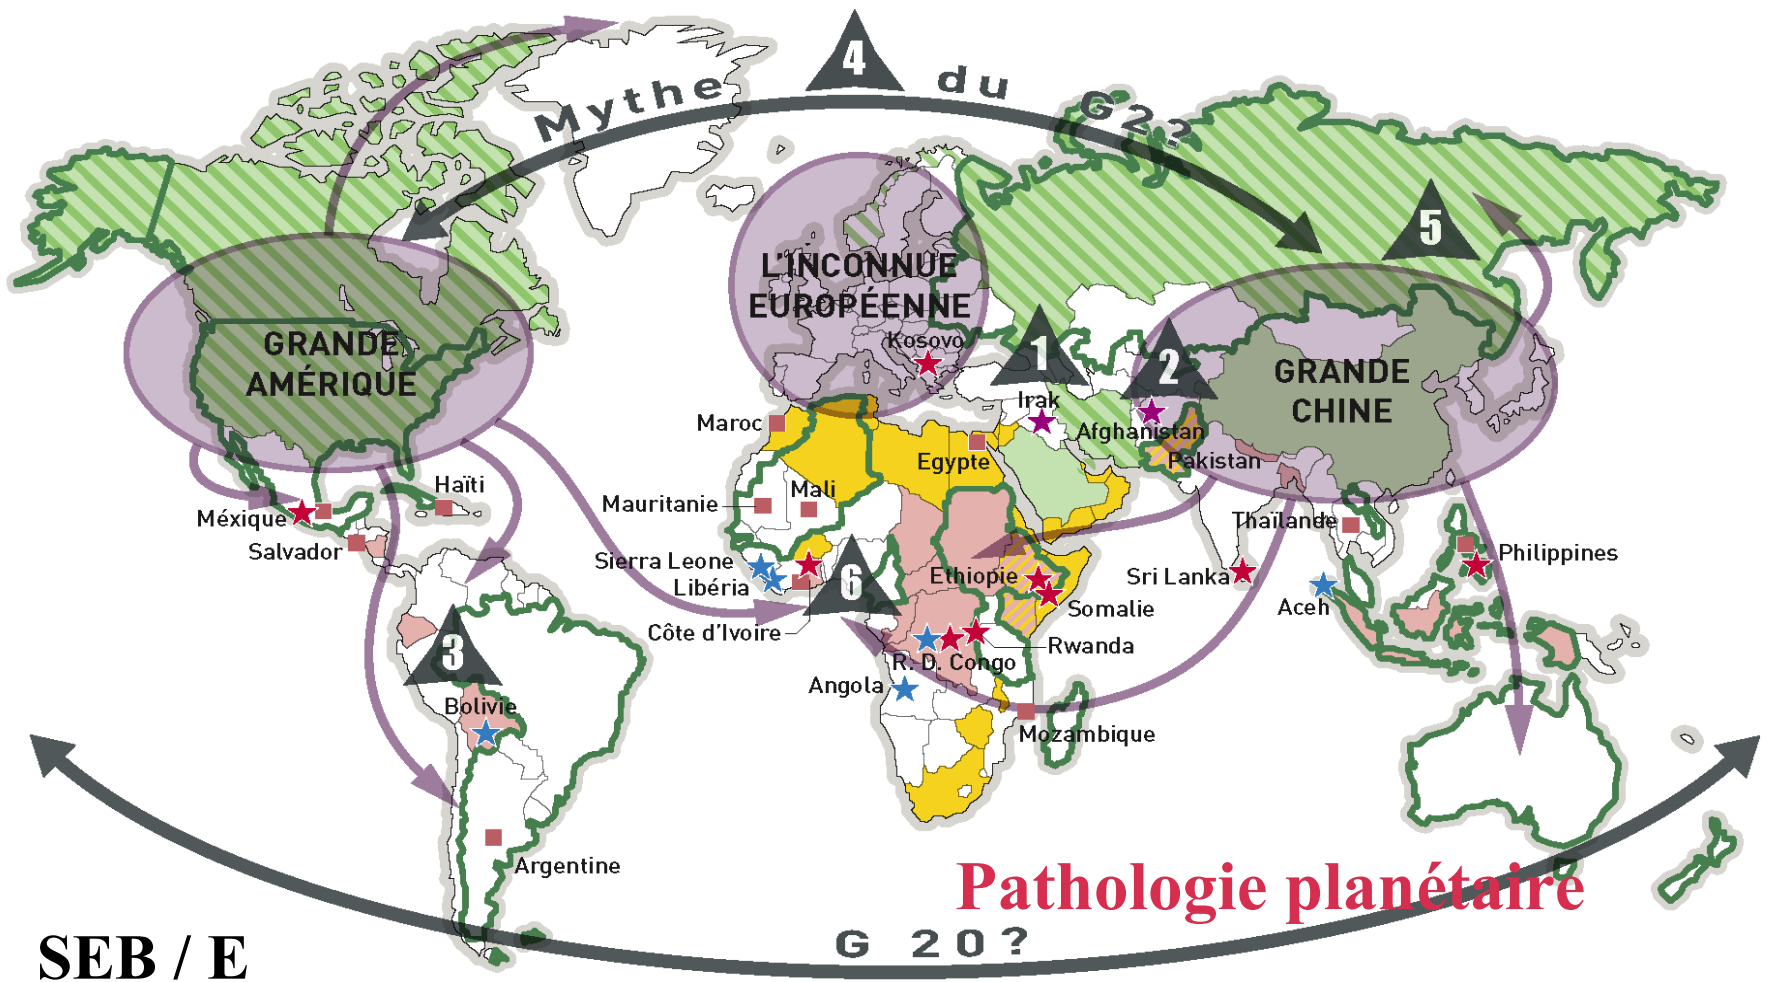 4
Mythe du G2?
5
L'INCONNUE
EUROPÉENNE
GRANDE
AMÉRIQUE
Kosovo
1
2
GRANDE
CHINE
Irak
Maroc
Afghanistan
Egypte
Pakistan
Haïti
Mali
Mauritanie
Méxique
Thaïlande
Salvador
Philippines
Sierra Leone
Libéria
6
Ethiopie
Sri Lanka
Aceh
Somalie
Côte d'Ivoire
3
Rwanda
R. D. Congo
Angola
Bolivie
Mozambique
Argentine
Pathologie planétaire
G 20?
SEB / E